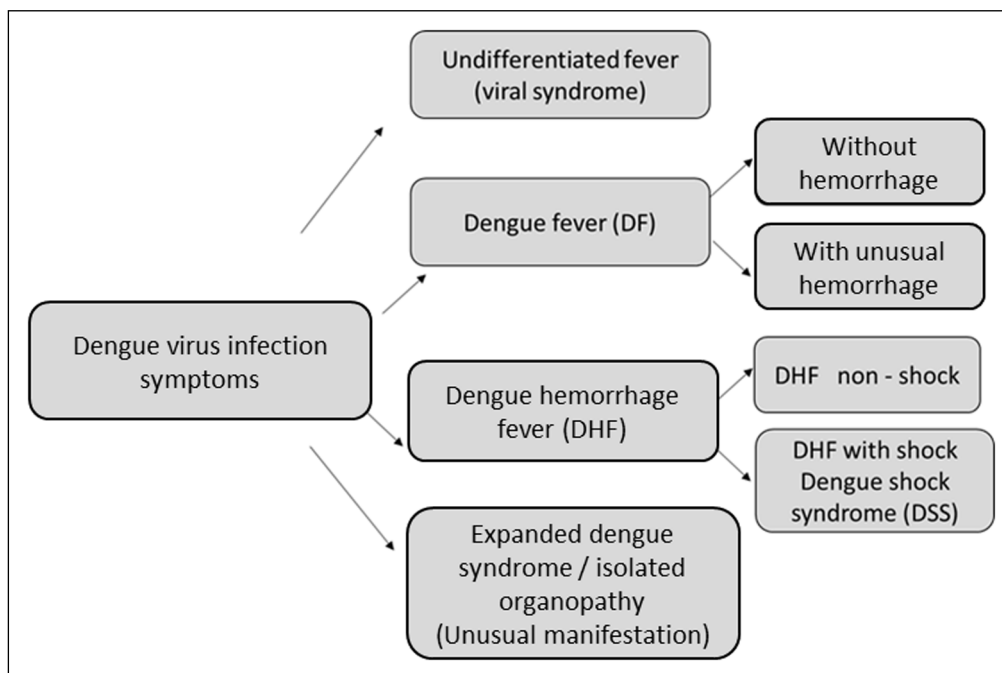 Undifferentiated fever
(viral syndrome)
Without
hemorrhage
Dengue fever (DF)
With unusual
hemorrhage
Dengue virus infection
symptoms
DHF non - shock
Dengue hemorrhage
fever (DHF)
DHF with shock
Dengue shock
syndrome (DSS)
Expanded dengue
syndrome / isolated
organopathy
(Unusual manifestation)